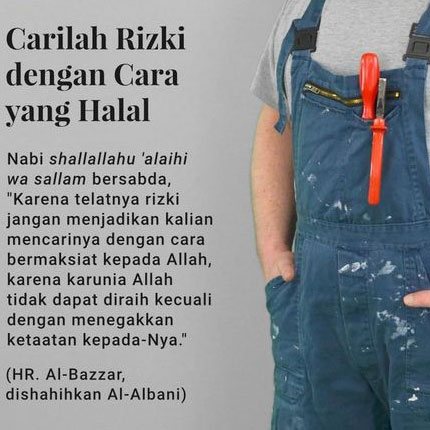 Carilah Rizki
dengan Cara
yang Halal
Nabi shallallahu 'alaihi
wa sallam bersabda,
"Karena telatnya rizki
jangan menjadikan kalian
mencarinya dengan cara
bermaksiat kepada Allah,
karena karunia Allah
tidak dapat diraih kecuali
dengan menegakkan
ketaatan kepada-Nya."
(HR. Al-Bazzar,
dishahihkan Al-Albani)